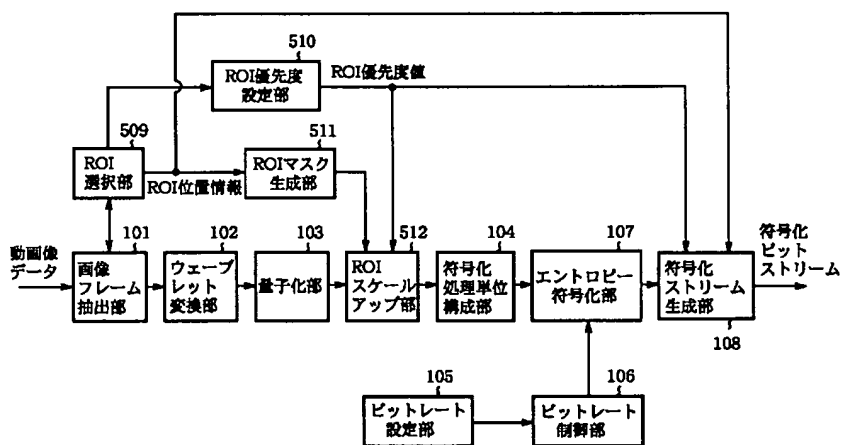 510
ROI優先度
設定部
ROI優先度値
509
ROI
選択部
ROI位置情報
511
ROIマスク
生成部
動画像
データ
101
画像
フレーム
抽出部
102
ウェーブ
レット
変換部
103
量子化部
512
ROI
スケール
アップ部
104
符号化
処理単位
構成部
107
エントロピー
符号化部
符号化
ストリーム
生成部
108
符号化
ビット
ストリーム
105
ビットレート
設定部
106
ビットレート
制御部